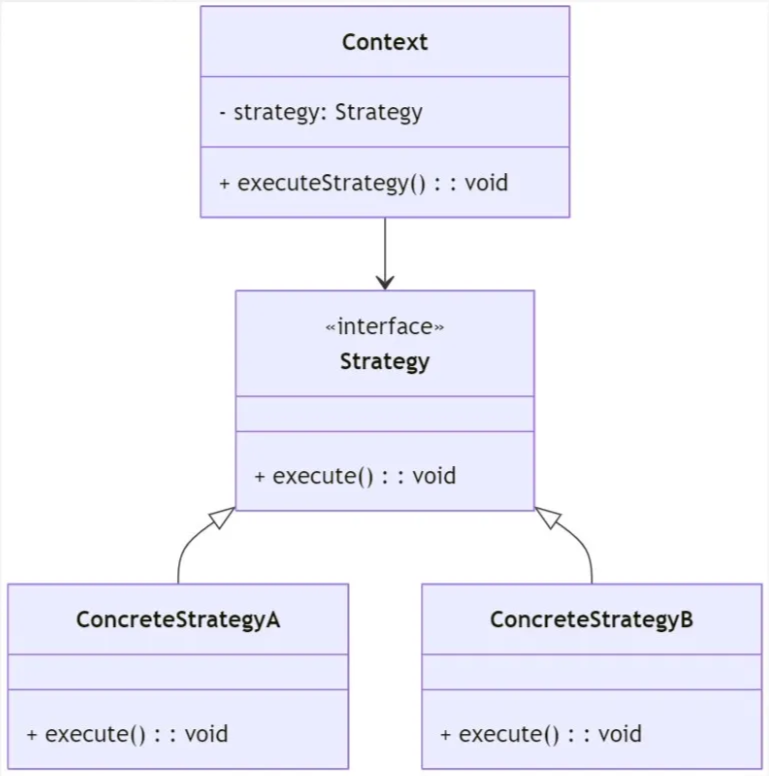 Context
- strategy: Strategy
+ executeStrategy() : : void
«interface»
Strategy
+ execute() : : void
ConcreteStrategyA
ConcreteStrategyB
+ execute() : : void
+ execute() : : void